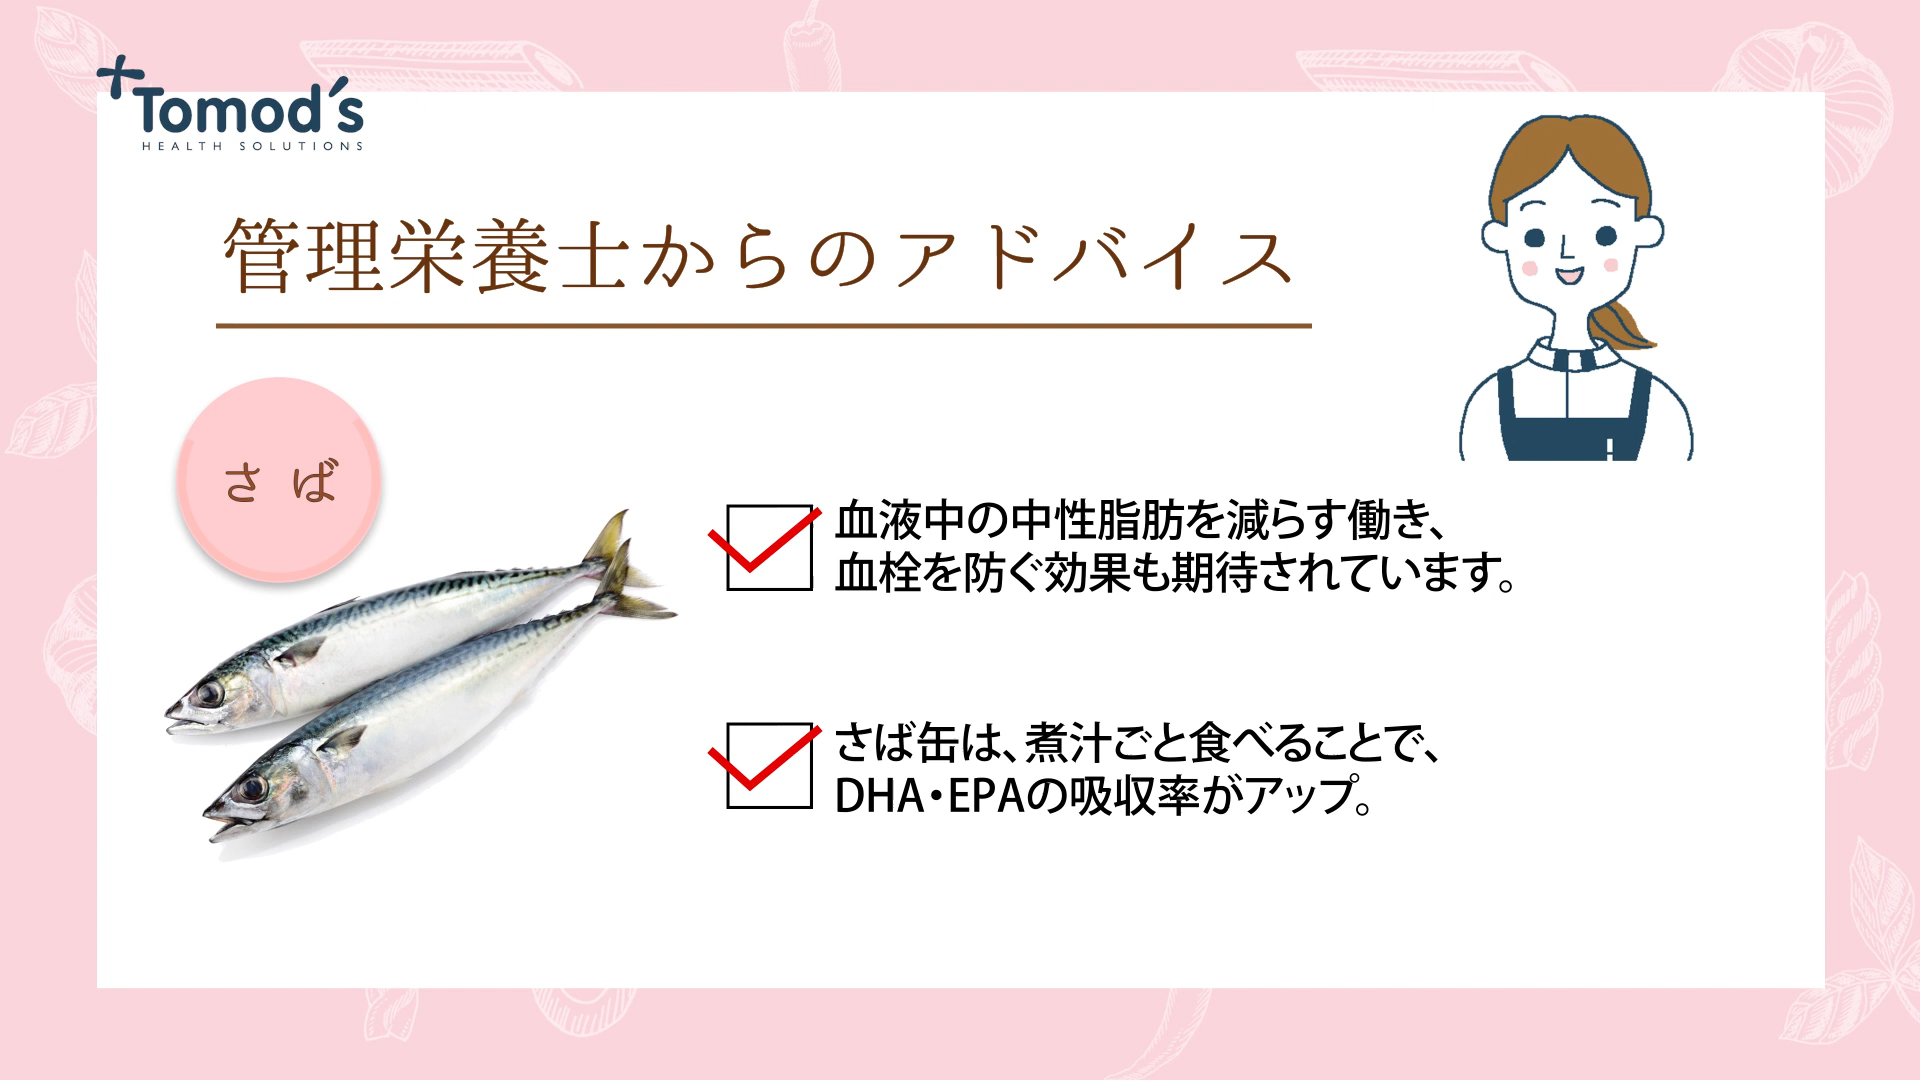 Tomod's
HEALTH SOLUTIONS
管理栄養士からのアドバイス
さば
血液中の中性脂肪を減らす働き、
血栓を防ぐ効果も期待されています。
さば缶は、煮汁ごと食べることで、
DHA・EPAの吸収率がアップ。